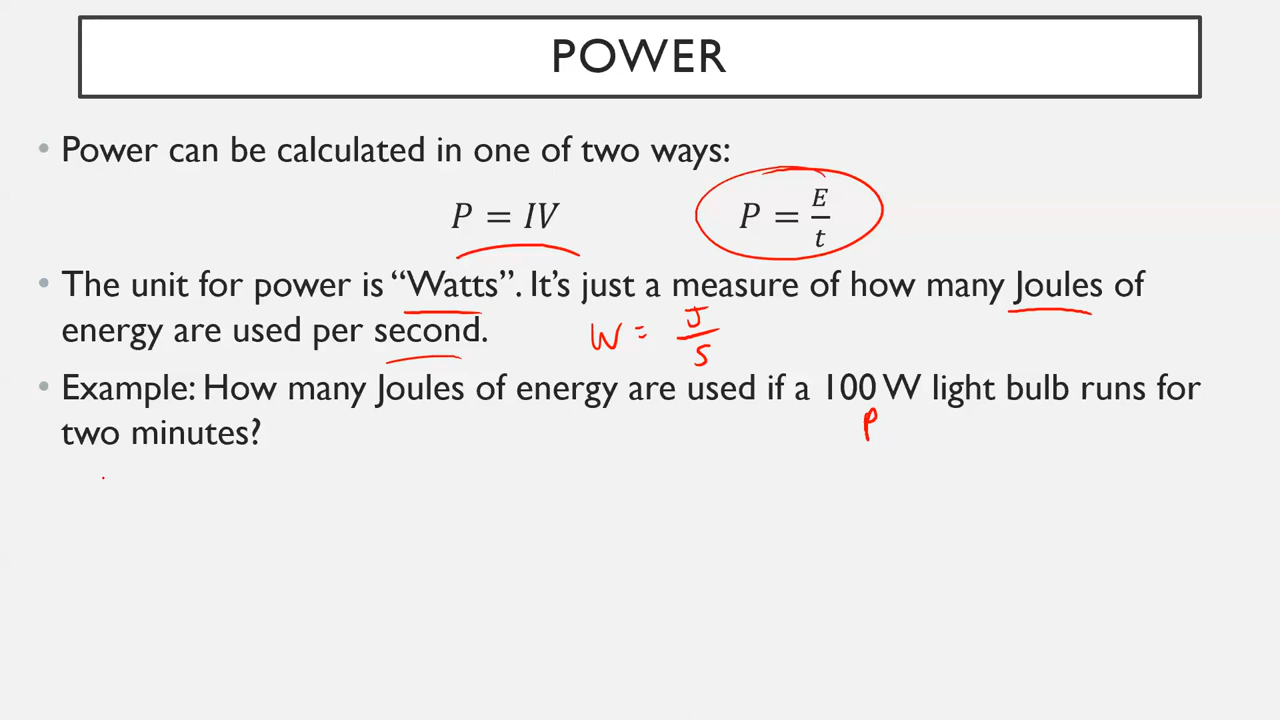 POWER
• Power can be calculated in one of two ways:
P = IV P = E/t
• The unit for power is “Watts”. It’s just a measure of how many Joules of
energy are used per second.
W = J/s
• Example: How many Joules of energy are used if a 100 W light bulb runs for
two minutes?
P